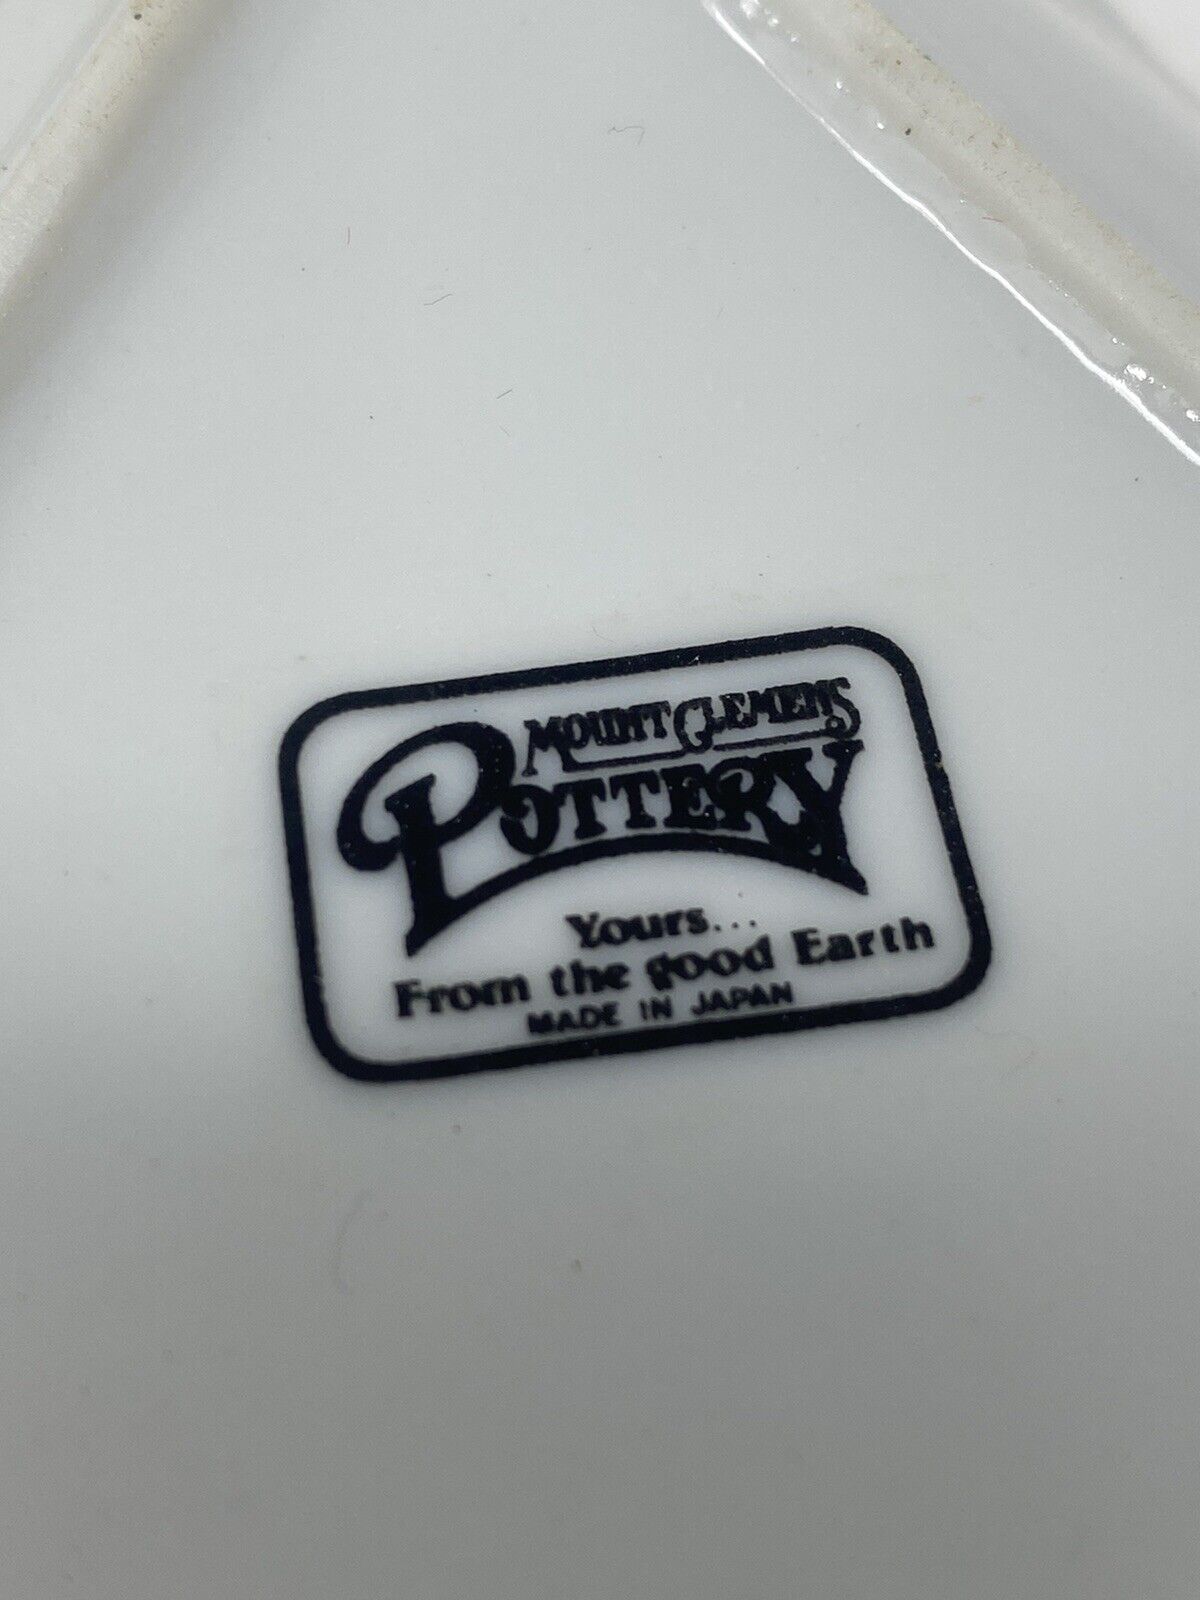 MOUNT CLEMENS
POTTERY
Yours...
From the good Earth
MADE IN JAPAN